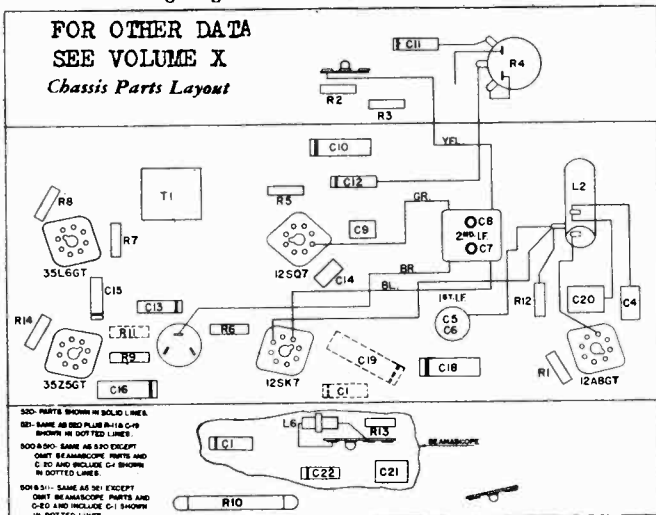 FOR OTHER DATA
SEE VOLUME X
Chassis Parts Layout
C11
R4
R2
R3
C10
YEL.
C12
L2
R8
T1
R5
C9
GR.
C8
2ND. I.F.
C7
R7
35L6GT
12SQ7
C14
BR.
BL.
1ST. I.F.
C5
C6
R12
C20
C4
C15
C13
R14
R11
R6
R9
C19
C18
R1
35Z5GT
12SK7
12A8GT
C16
C1
520- PARTS SHOWN IN SOLID LINES.
521- SAME AS 520 PLUS R-11 & C-19
SHOWN IN DOTTED LINES.
500 & 510- SAME AS 520 EXCEPT
OMIT BEAMASCOPE PARTS AND
C-20 AND INCLUDE C-1 SHOWN
IN DOTTED LINES.
501 & 511- SAME AS 521 EXCEPT
OMIT BEAMASCOPE PARTS AND
C-20 AND INCLUDE C-1 SHOWN
IN DOTTED LINES
L6
R13
C1
BEAMASCOPE
C22
C21
R10